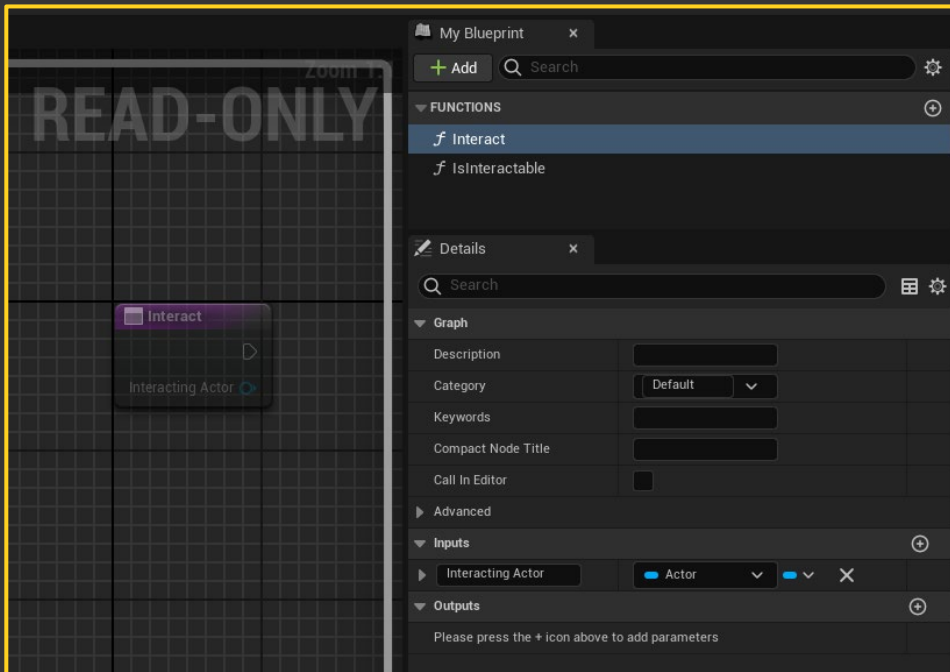 Zoom 1:1
READ-ONLY
Interact
Interacting Actor
My Blueprint
Add
Search
FUNCTIONS
Interact
IsInteractable
Details
Search
Graph
Description
Category Default
Keywords
Compact Node Title
Call In Editor
Advanced
Inputs
Interacting Actor Actor
Outputs
Please press the + icon above to add parameters